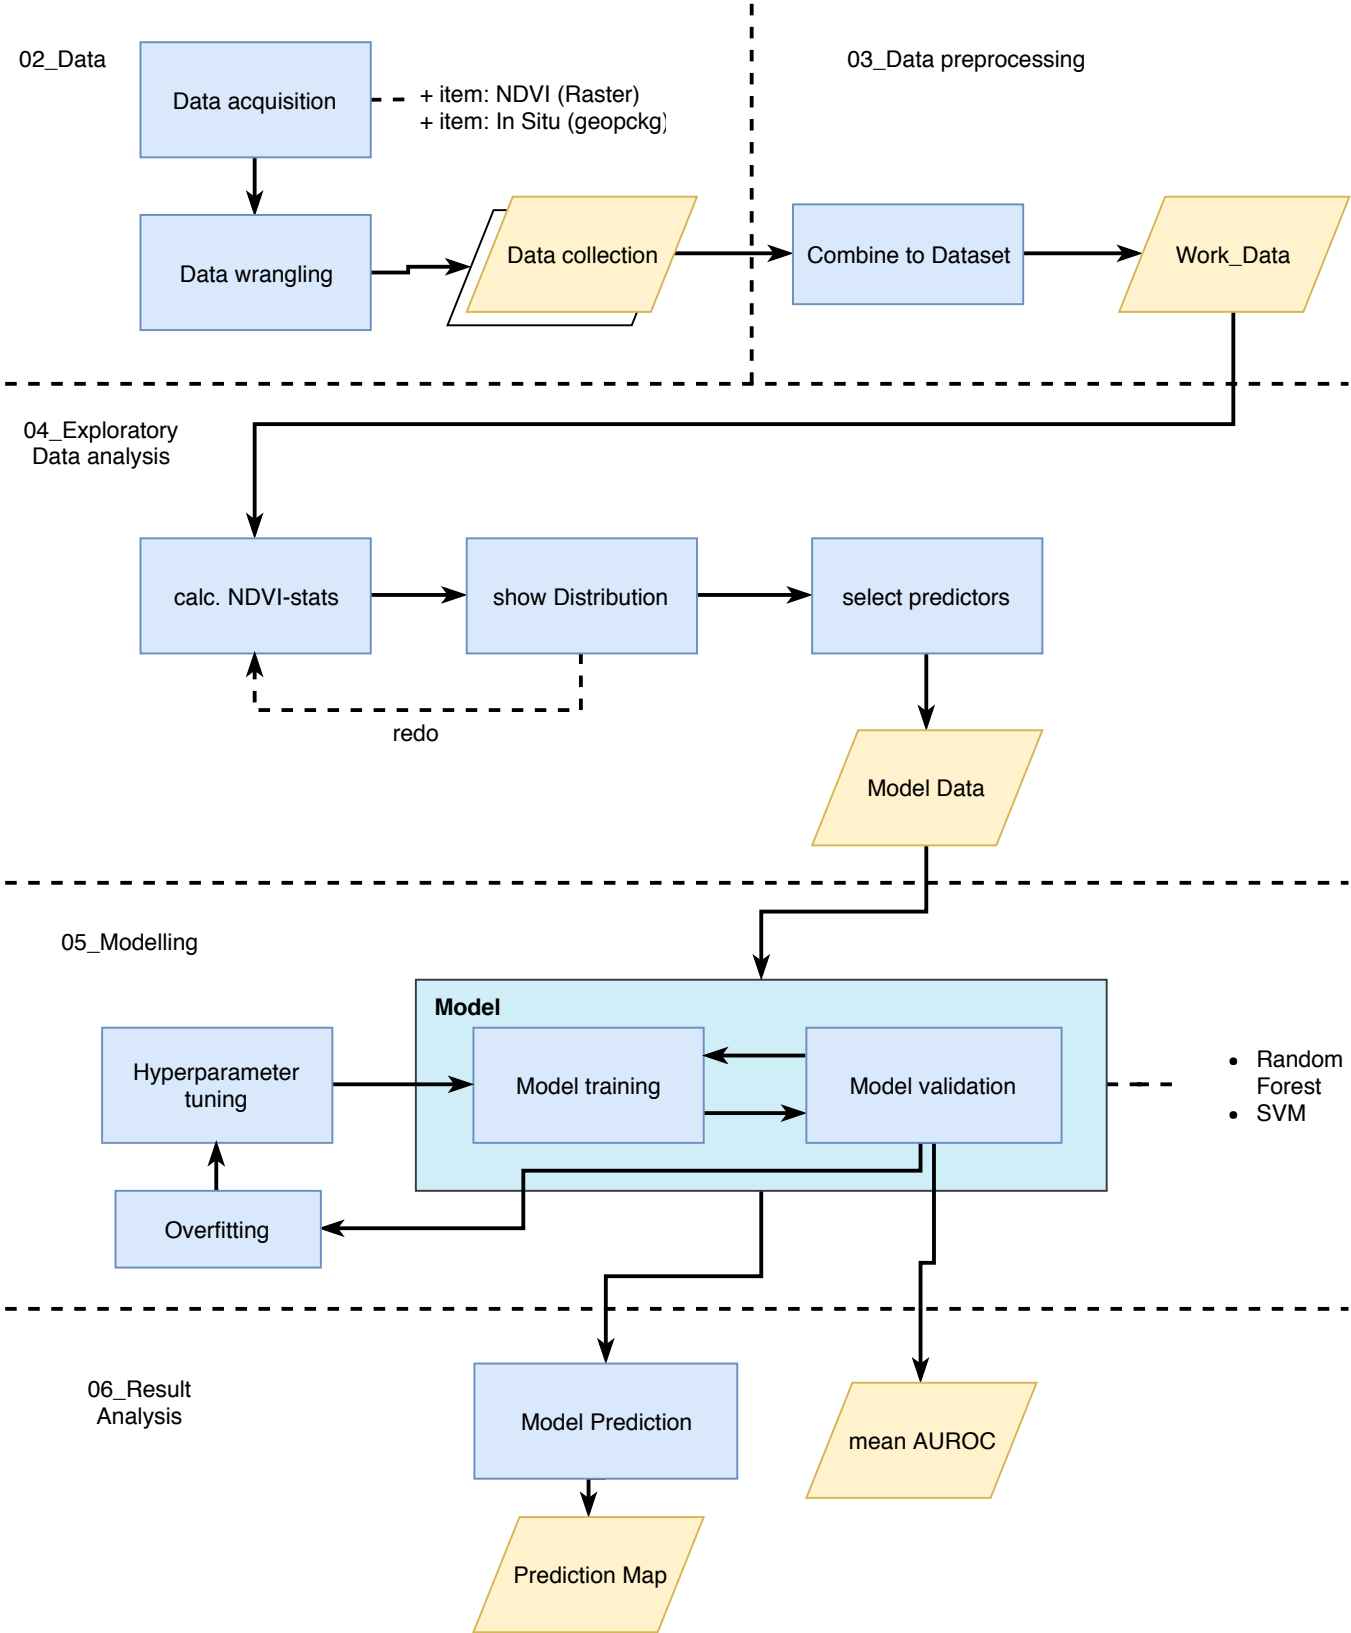 02_Data
03_Data preprocessing
Data acquisition
+ item: NDVI (Raster)
+ item: In Situ (geopckg)
Data wrangling
Data collection
Combine to Dataset
Work_Data
04_Exploratory
Data analysis
calc. NDVI-stats
show Distribution
select predictors
redo
Model Data
05_Modelling
Model
Hyperparameter
tuning
Model training
Model validation
• Random
Forest
• SVM
Overfitting
06_Result
Analysis
Model Prediction
mean AUROC
Prediction Map